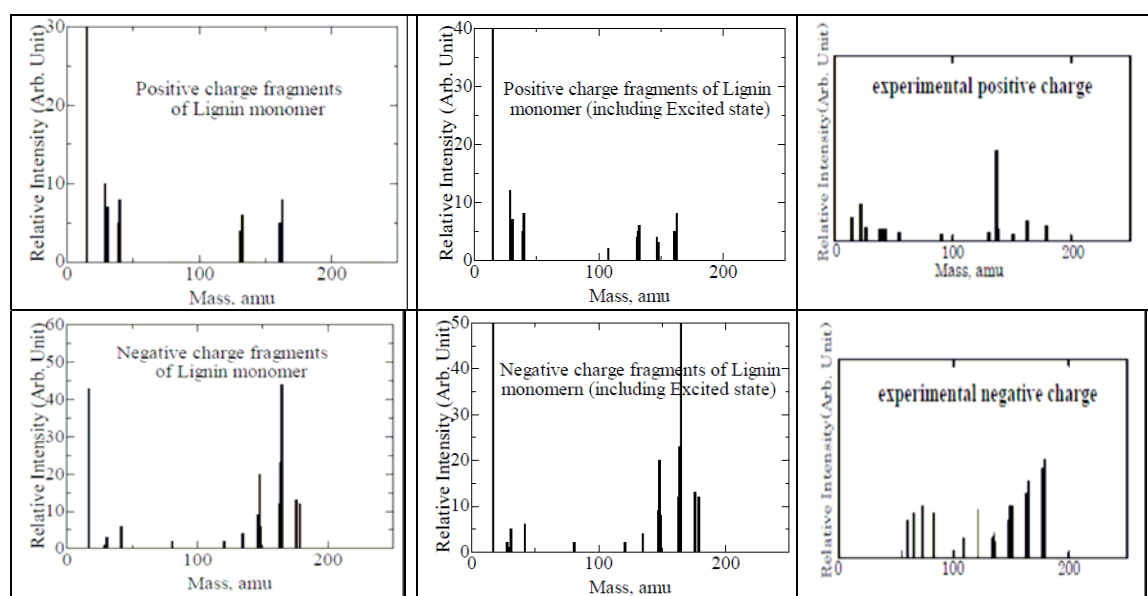 Relative Intensity (Arb. Unit)
30
20
10
0
Positive charge fragments
of Lignin monomer
0
100
200
Mass, amu
Relative Intensity (Arb. Unit)
40
30
20
10
0
Positive charge fragments of Lignin
monomer (including Excited state)
0
100
200
Mass, amu
Relative Intensity(Arb. Unit)
experimental positive charge
0
100
200
Mass, amu
Relative Intensity (Arb. Unit)
60
50
40
30
20
10
0
Negative charge fragments
of Lignin monomer
0
100
200
Mass, amu
Relative Intensity (Arb. Unit)
50
40
30
20
10
0
Negative charge fragments of Lignin
monomern (including Excited state)
0
100
200
Mass, amu
Relative Intensity(Arb. Unit)
experimental negative charge
0
100
200
Mass, amu